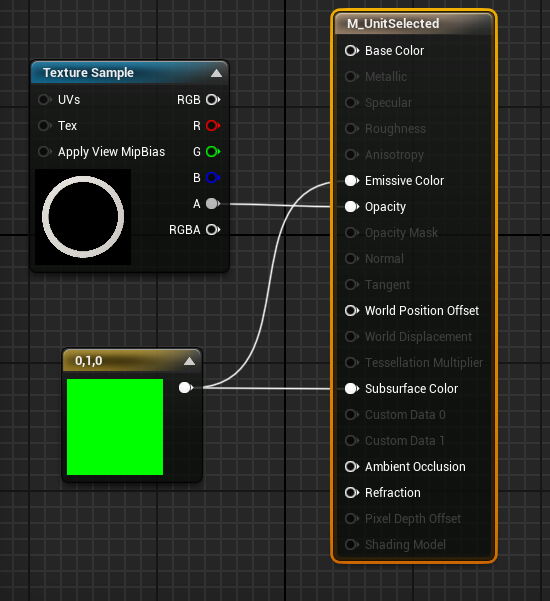 Texture Sample
UVs
RGB
Tex
R
Apply View MipBias
G
B
A
RGBA
0,1,0
M_UnitSelected
Base Color
Metallic
Specular
Roughness
Anisotropy
Emissive Color
Opacity
Opacity Mask
Normal
Tangent
World Position Offset
World Displacement
Tessellation Multiplier
Subsurface Color
Custom Data 0
Custom Data 1
Ambient Occlusion
Refraction
Pixel Depth Offset
Shading Model